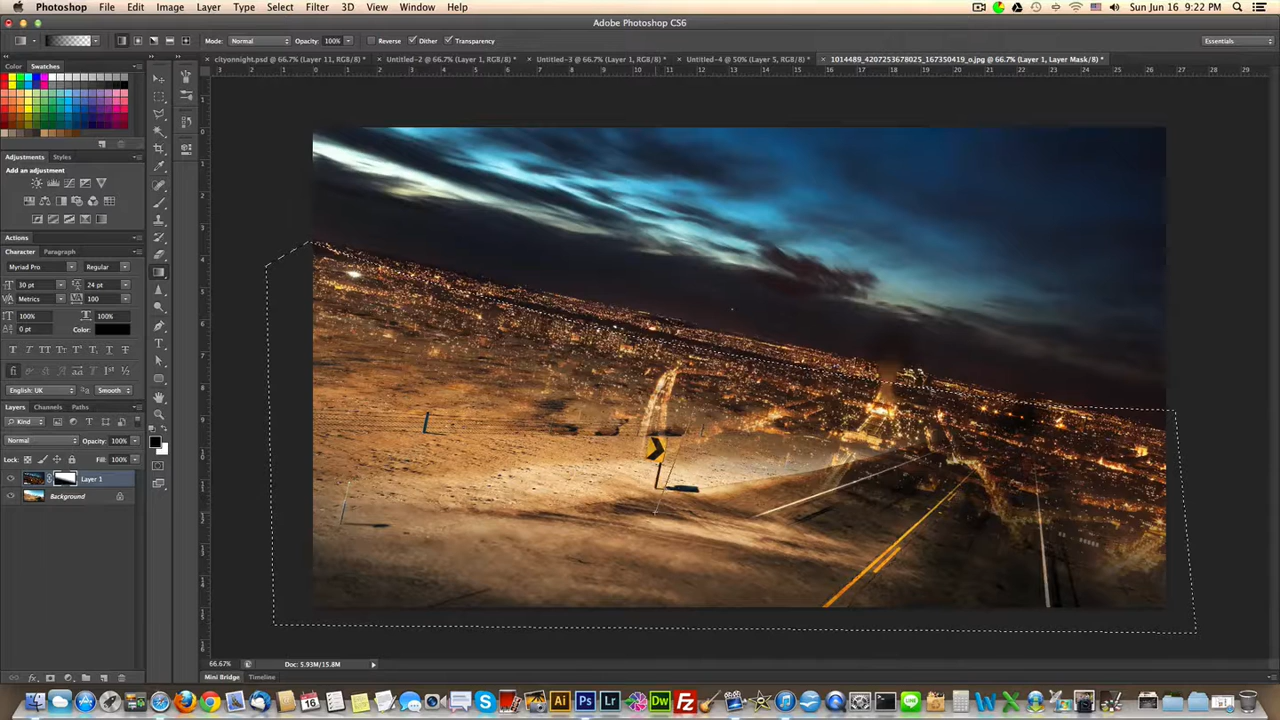 Photoshop File Edit Image Layer Type Select Filter 3D View Window Help
Sun Jun 16 9:22 PM
Adobe Photoshop CS6
Mode: Normal Opacity: 100% Reverse Dither Transparency
Essentials
Color Swatches
cityonnight.psd @ 66.7% (Layer 11, RGB/8) * Untitled-2 @ 66.7% (Layer 1, RGB/8) * Untitled-3 @ 66.7% (Layer 1, RGB/8) * Untitled-4 @ 50% (Layer 5, RGB/8) * 1014489_4207253678025_167350419_o.jpg @ 66.7% (Layer 1, Layer Mask/8) *
Adjustments Styles
Add an adjustment
Actions
Character Paragraph
Myriad Pro Regular
30 pt 24 pt
Metrics 100
100% 100%
0 pt Color:
English: UK aa Smooth
Layers Channels Paths
Kind
Normal Opacity: 100%
Lock: Fill: 100%
Layer 1
Background
66.67% Doc: 5.93M/15.8M
Mini Bridge Timeline
Ai Ps Lr Dw Fz